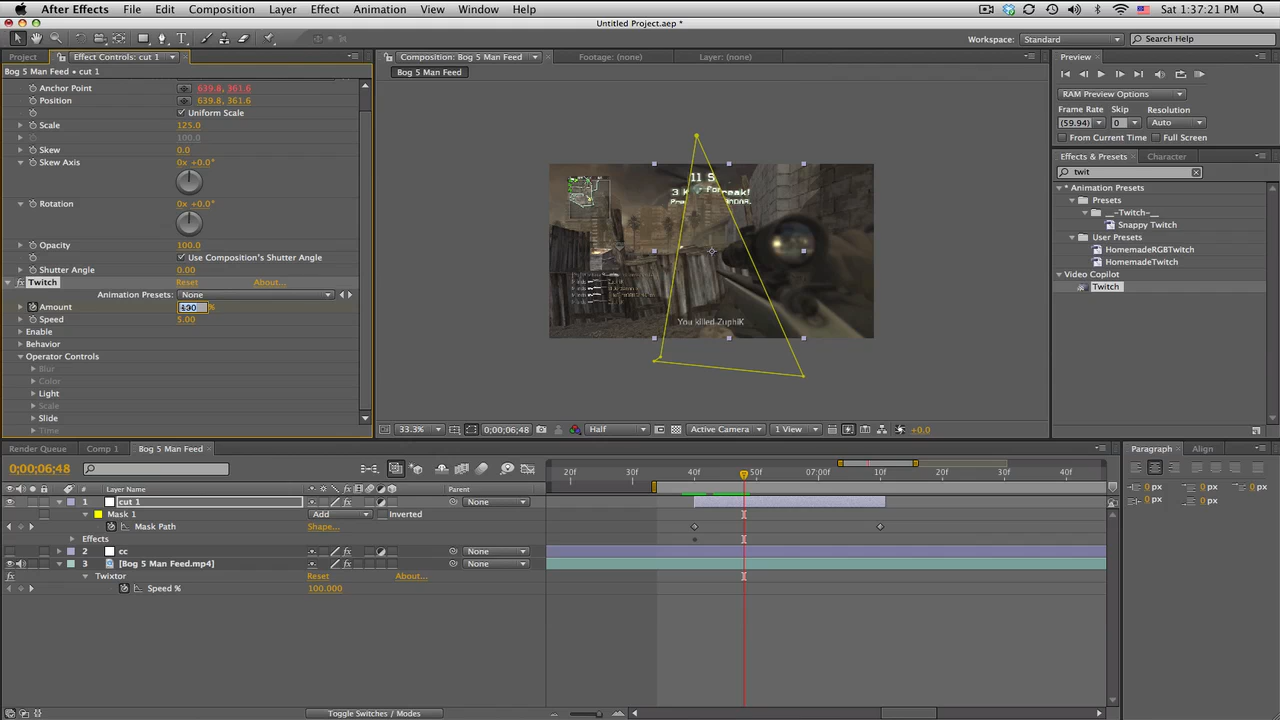 After Effects File Edit Composition Layer Effect Animation View Window Help Sat 1:37:21 PM
Untitled Project.aep *
Workspace: Standard Search Help
Project Effect Controls: cut 1 Composition: Bog 5 Man Feed Footage: (none) Layer: (none) Preview
Bog 5 Man Feed • cut 1 Bog 5 Man Feed
Anchor Point 639.8, 361.6
Position 639.8, 361.6
Uniform Scale
Scale 125.0
100.0
Skew 0.0
Skew Axis 0x +0.0°
Rotation 0x +0.0°
Opacity 100.0
Use Composition's Shutter Angle
Shutter Angle 0.00
Twitch Reset About...
Animation Presets: None
Amount %
Speed 5.00
Enable
Behavior
Operator Controls
Blur
Color
Light
Scale
Slide
Time
11 S
You killed ZuphiK
33.3% 0;00;06;48 Half Active Camera 1 View +0.0
RAM Preview Options
Frame Rate Skip Resolution
(59.94) 0 Auto
From Current Time Full Screen
Effects & Presets Character
twit
* Animation Presets
Presets
__-Twitch-__
Snappy Twitch
User Presets
HomemadeRGBTwitch
HomemadeTwitch
Video Copilot
Twitch
Render Queue Comp 1 Bog 5 Man Feed
0;00;06;48
20f 30f 40f 50f 07:00f 10f 20f 30f 40f
# Layer Name Parent
1 cut 1 None
Mask 1 Add Inverted
Mask Path Shape...
Effects
2 cc None
3 [Bog 5 Man Feed.mp4] None
Twixtor Reset About...
Speed % 100.000
Toggle Switches / Modes
Paragraph Align
0 px 0 px 0 px
0 px 0 px